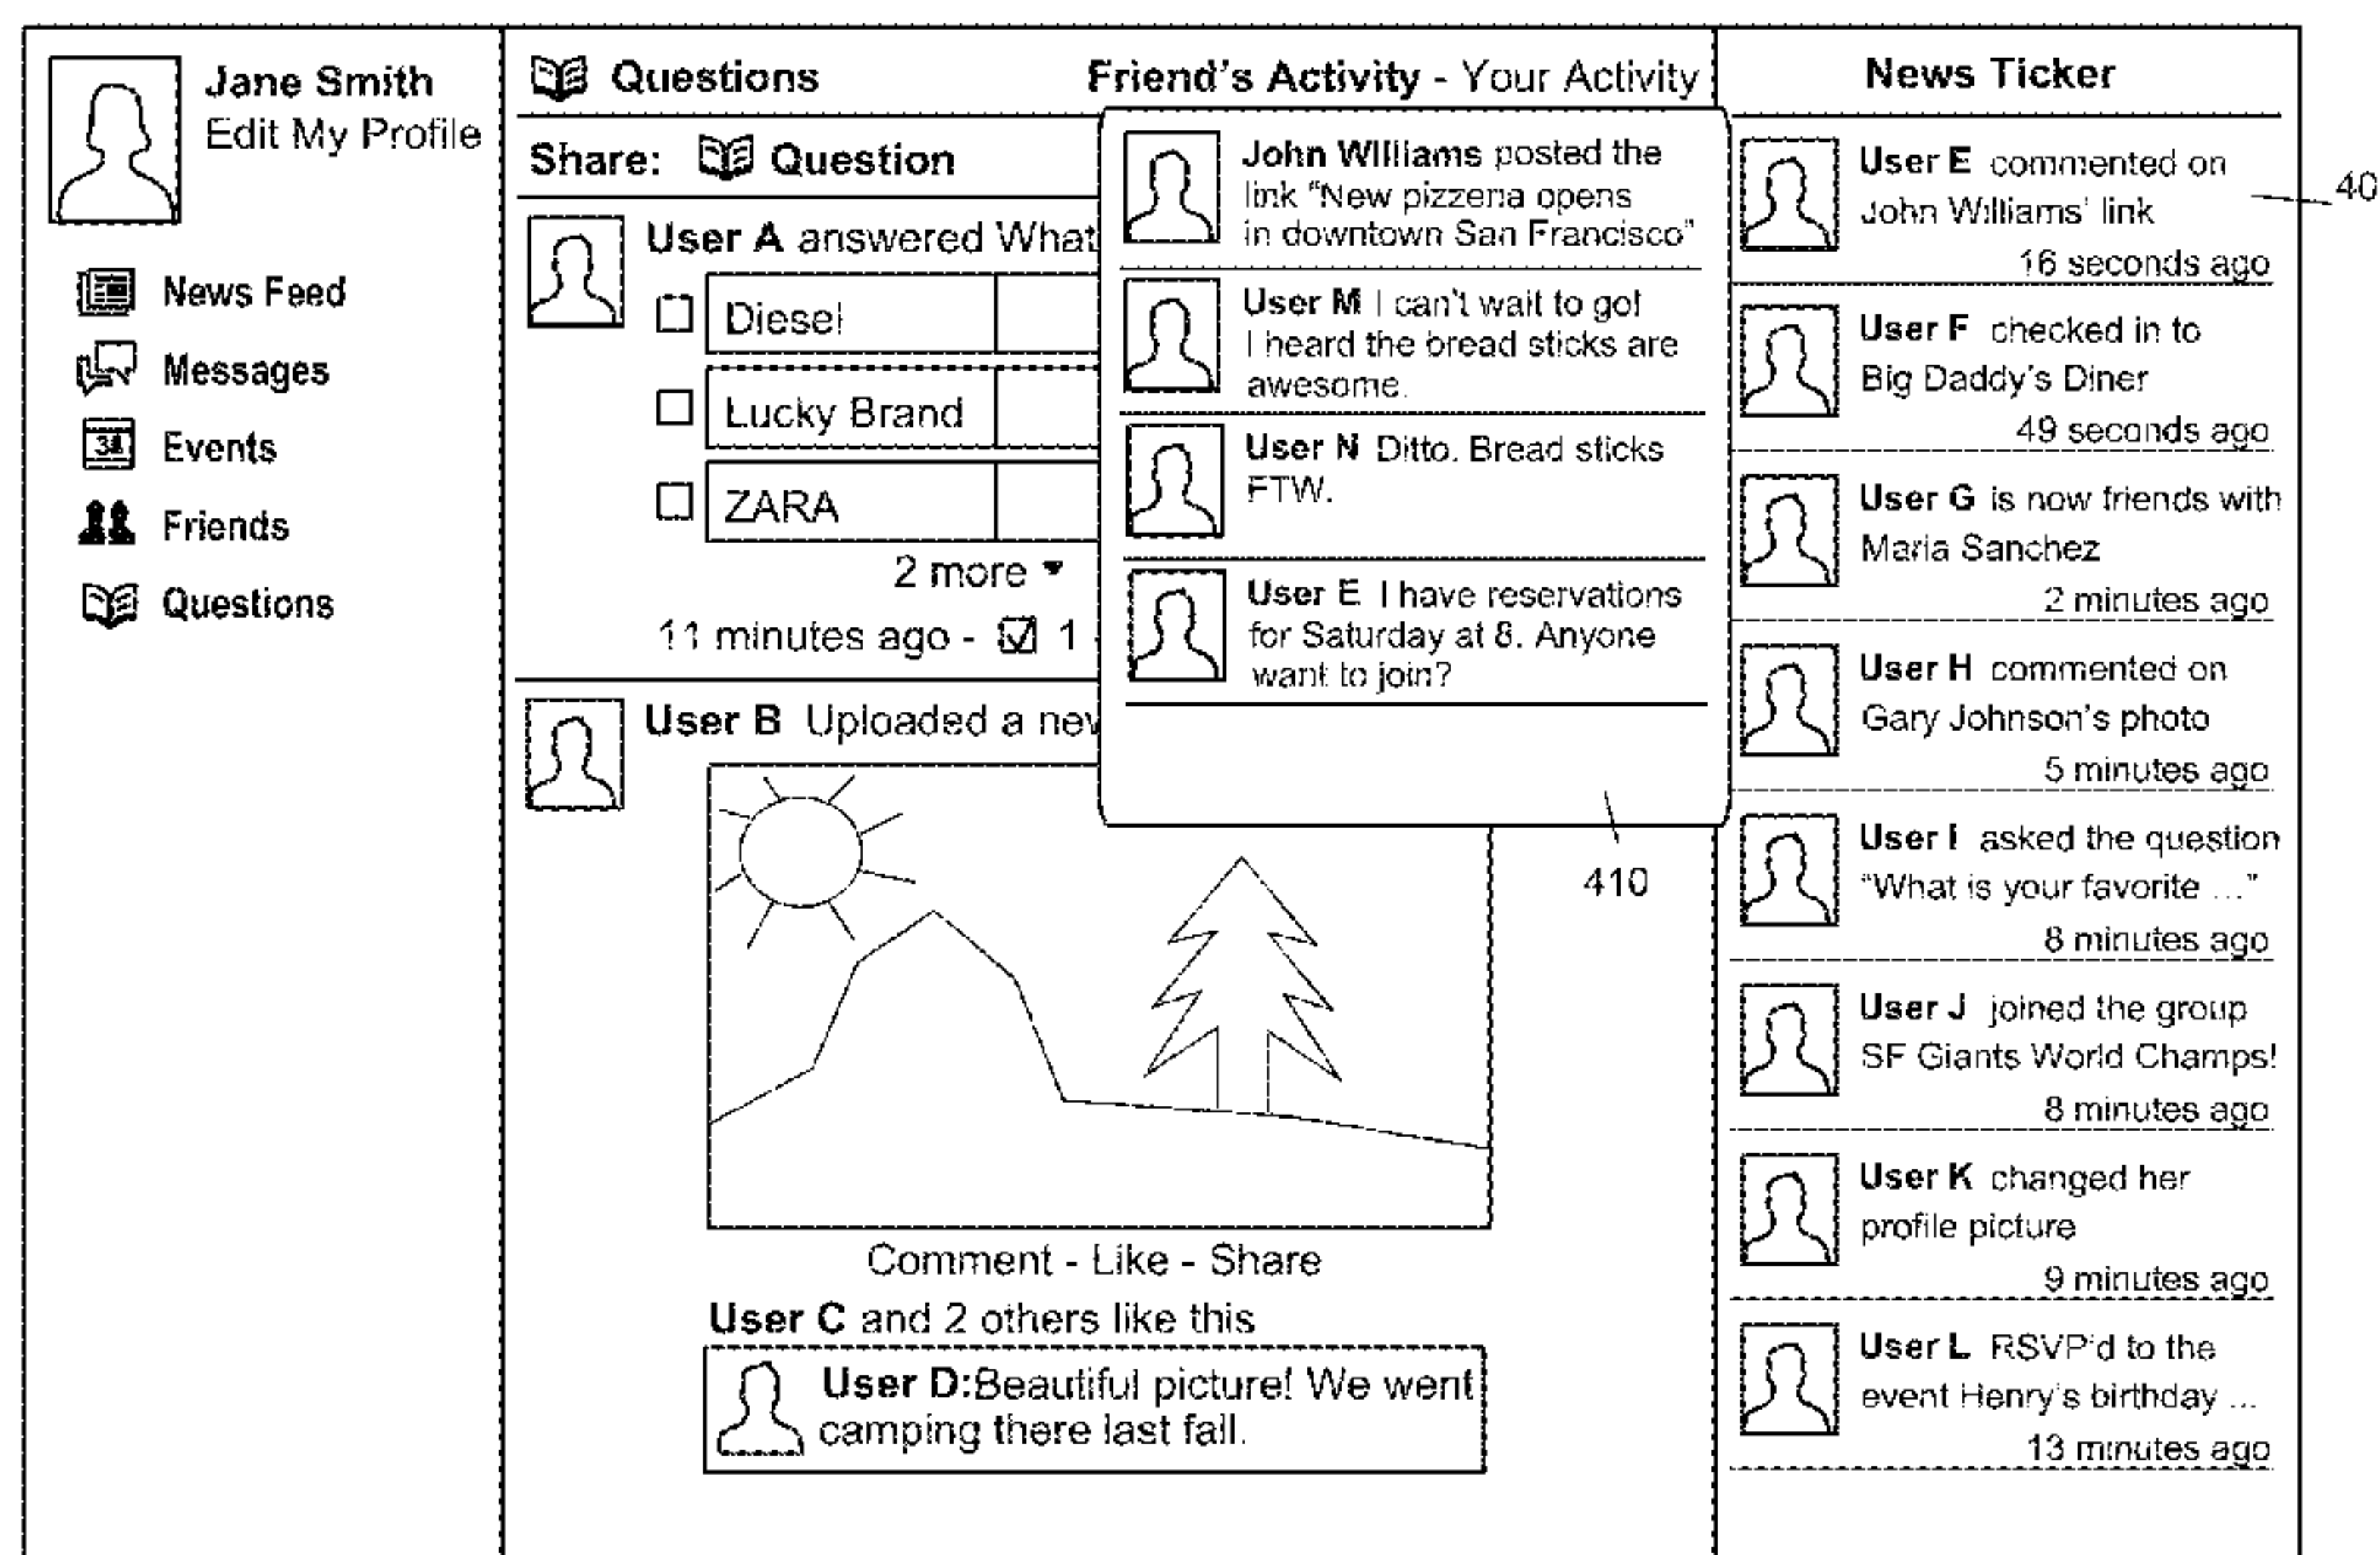 Jane Smith
Edit My Profile
News Feed
Messages
31
Events
Friends
Questions
Questions
Friend's Activity - Your Activity
Share: Question
User A answered What
Diesel
Lucky Brand
ZARA
2 more
11 minutes ago - 1
User B Uploaded a new
Comment - Like - Share
User C and 2 others like this
User D:Beautiful picture! We went
camping there last fall.
John Williams posted the
link "New pizzeria opens
in downtown San Francisco"
User M I can't wait to go!
I heard the bread sticks are
awesome.
User N Ditto. Bread sticks
FTW.
User E I have reservations
for Saturday at 8. Anyone
want to join?
410
News Ticker
User E commented on
John Williams' link
16 seconds ago
40
User F checked in to
Big Daddy's Diner
49 seconds ago
User G is now friends with
Maria Sanchez
2 minutes ago
User H commented on
Gary Johnson's photo
5 minutes ago
User I asked the question
"What is your favorite ..."
8 minutes ago
User J joined the group
SF Giants World Champs!
8 minutes ago
User K changed her
profile picture
9 minutes ago
User L RSVP'd to the
event Henry's birthday ...
13 minutes ago